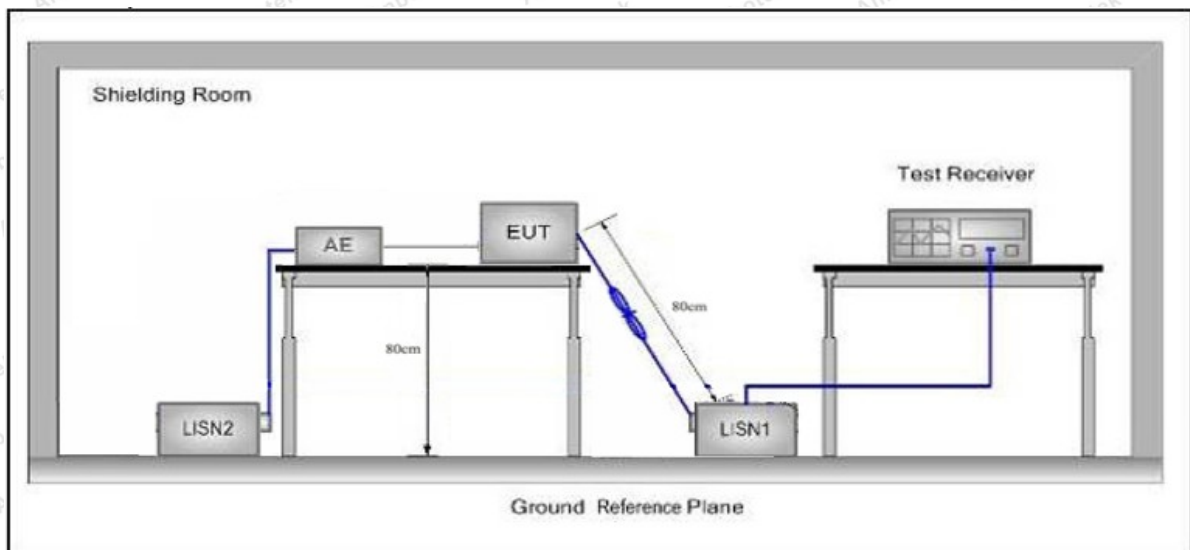 Shielding Room
Test Receiver
AE
EUT
80cm
80cm
LISN2
LISN1
Ground Reference Plane